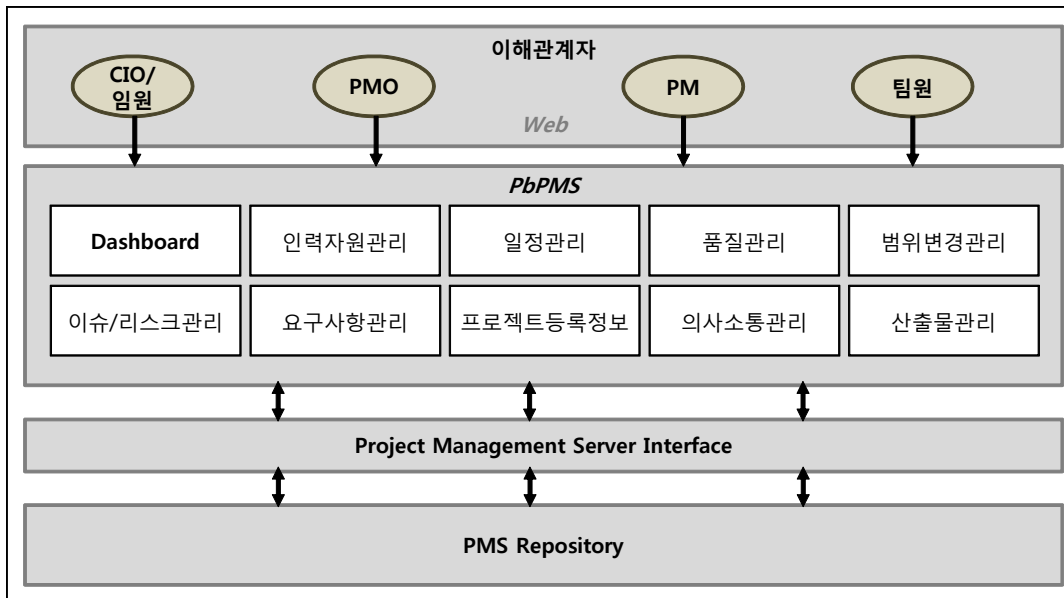 이해관계자
CIO/
임원
PMO
PM
팀원
Web
PbPMS
Dashboard
인력자원관리
일정관리
품질관리
범위변경관리
이슈/리스크관리
요구사항관리
프로젝트등록정보
의사소통관리
산출물관리
Project Management Server Interface
PMS Repository